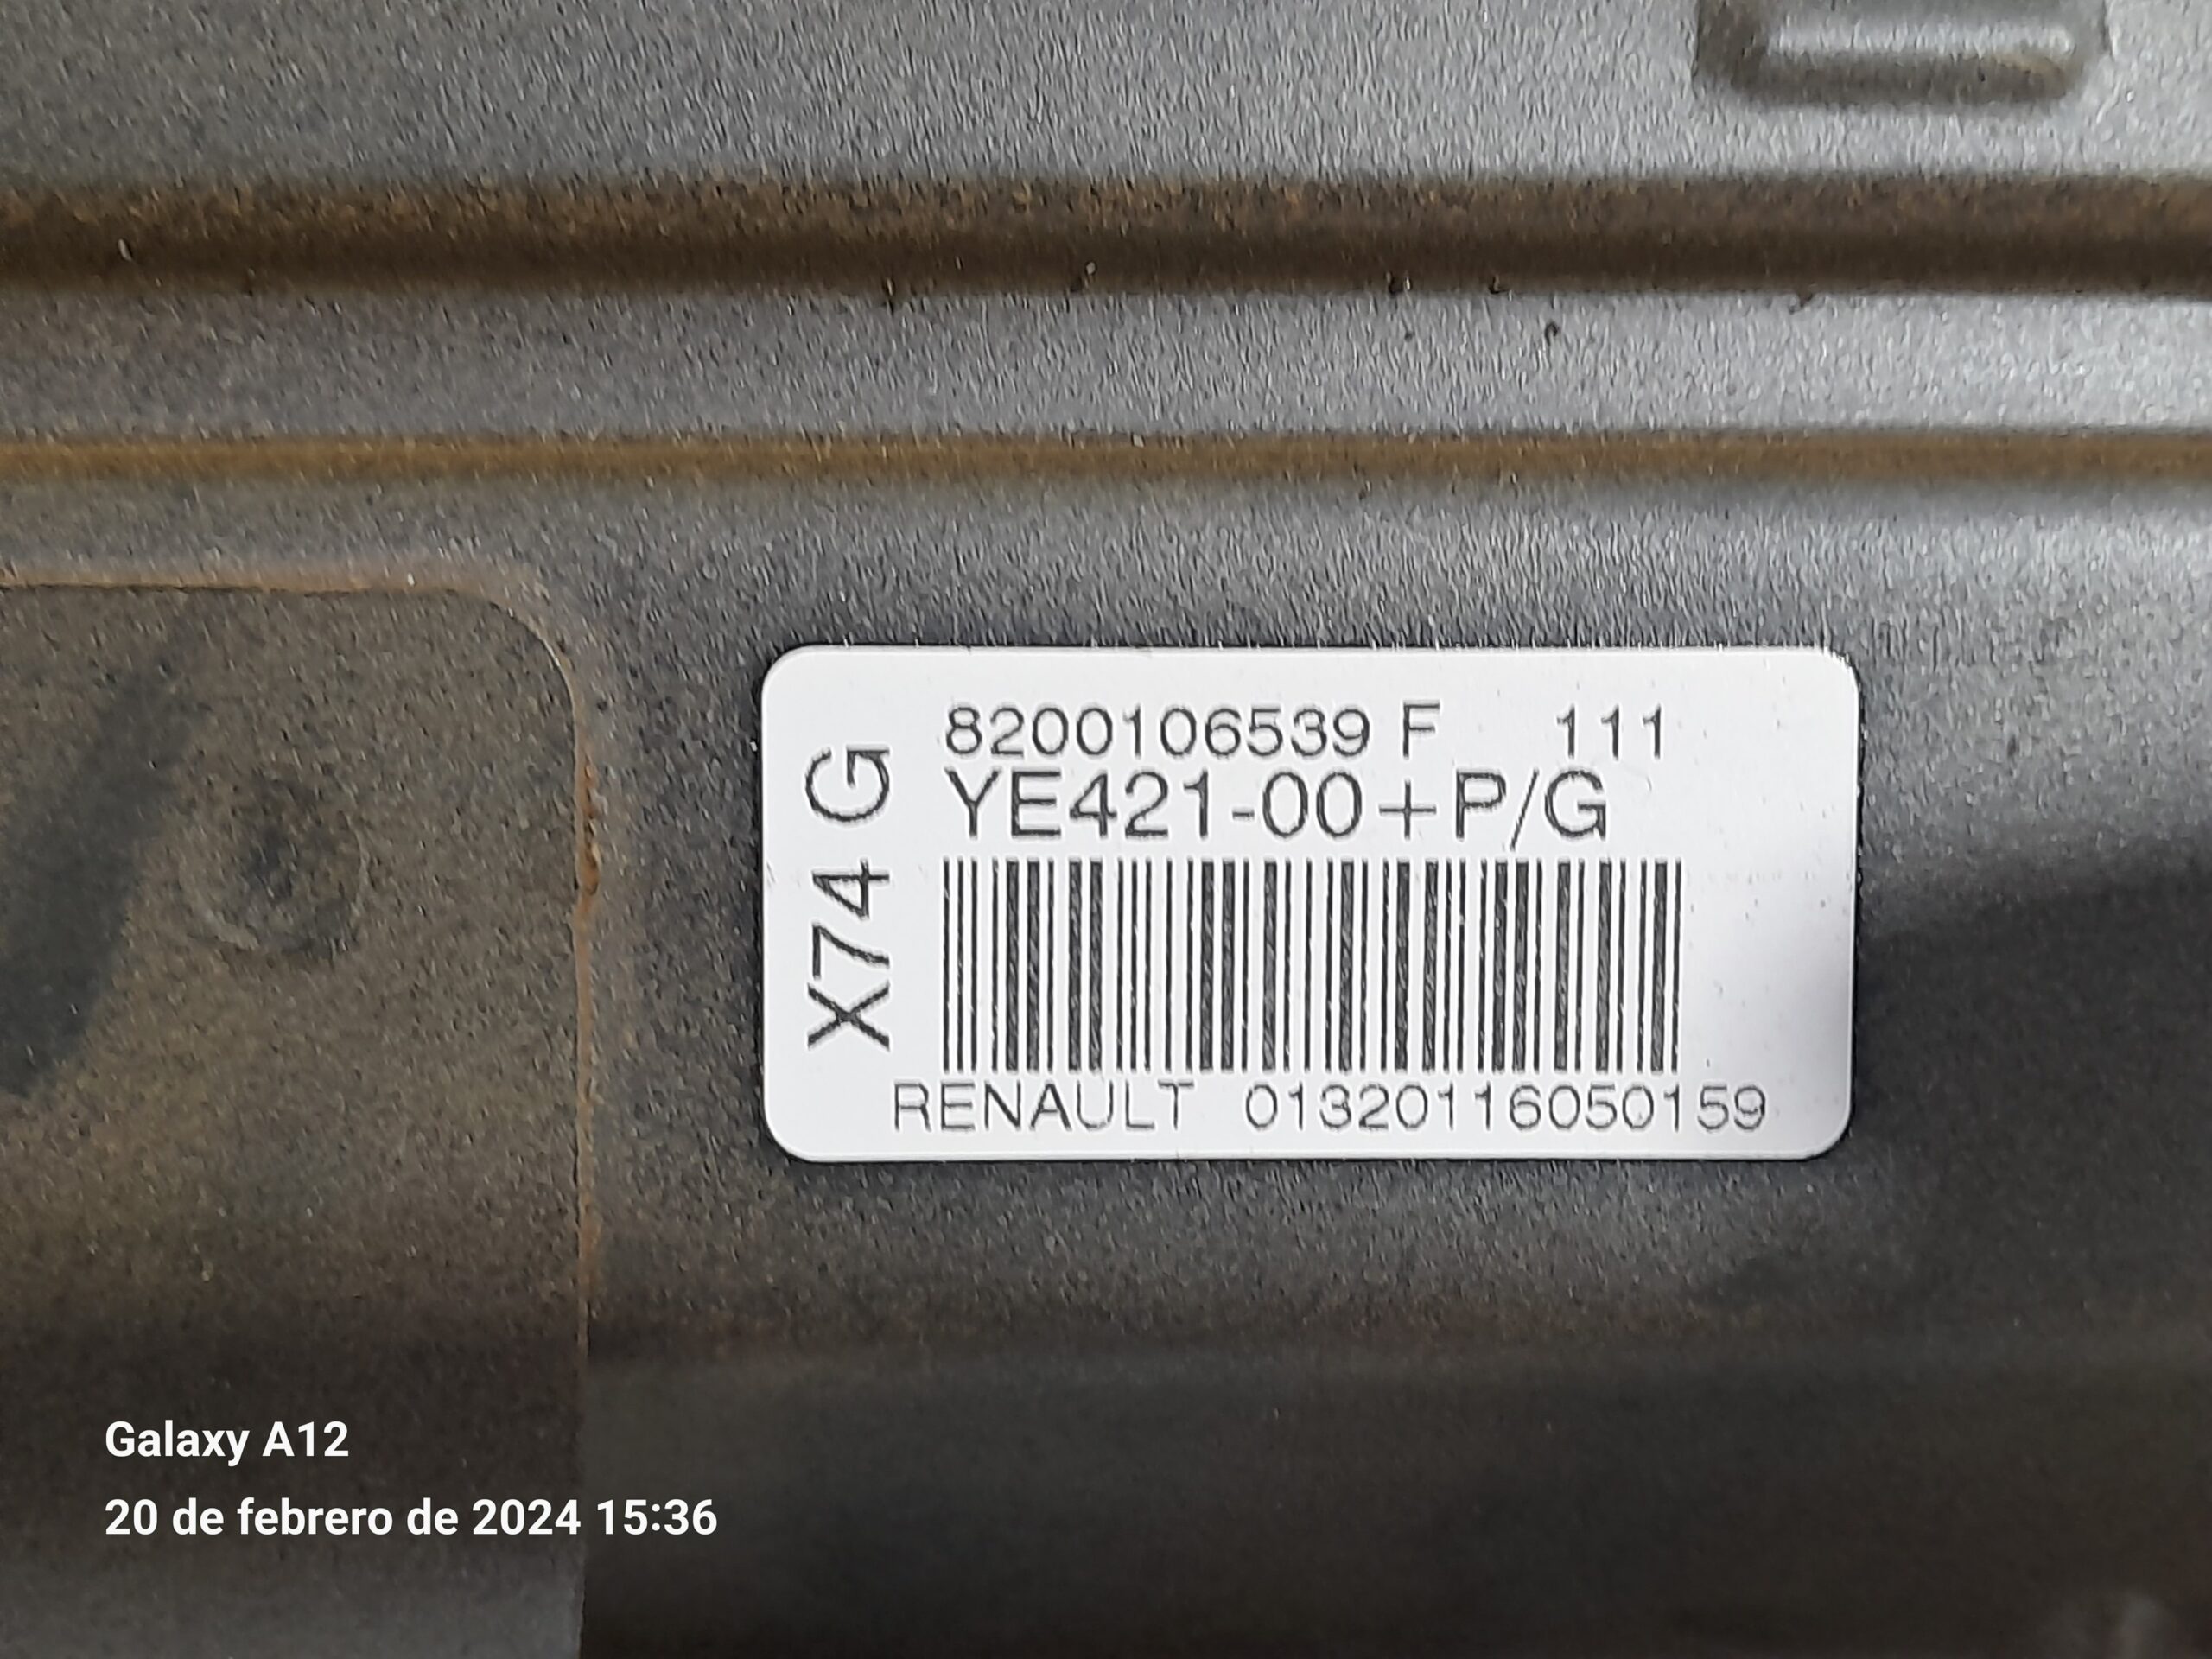 X74 G
8200106539 F 111
YE421-00+P/G
RENAULT 01320116050159
Galaxy A12
20 de febrero de 2024 15:36